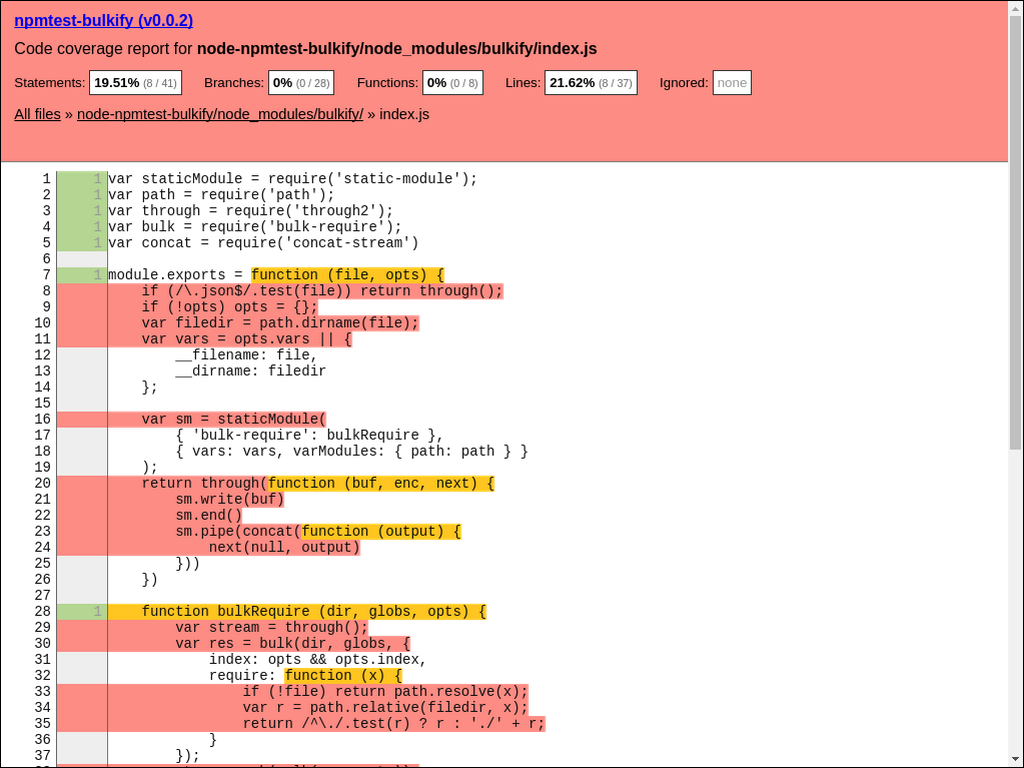 npmtest-bulkify (v0.0.2)
Code coverage report for node-npmtest-bulkify/node_modules/bulkify/index.js
Statements: 19.51% (8 / 41) Branches: 0% (0 / 28) Functions: 0% (0 / 8) Lines: 21.62% (8 / 37) Ignored: none
All files » node-npmtest-bulkify/node_modules/bulkify/ » index.js
1 1 var staticModule = require('static-module');
2 1 var path = require('path');
3 1 var through = require('through2');
4 1 var bulk = require('bulk-require');
5 1 var concat = require('concat-stream')
6
7 1 module.exports = function (file, opts) {
8     if (/\.json$/.test(file)) return through();
9     if (!opts) opts = {};
10     var filedir = path.dirname(file);
11     var vars = opts.vars || {
12         __filename: file,
13         __dirname: filedir
14     };
15
16     var sm = staticModule(
17         { 'bulk-require': bulkRequire },
18         { vars: vars, varModules: { path: path } }
19     );
20     return through(function (buf, enc, next) {
21         sm.write(buf)
22         sm.end()
23         sm.pipe(concat(function (output) {
24             next(null, output)
25         }))
26     })
27
28 1     function bulkRequire (dir, globs, opts) {
29         var stream = through();
30         var res = bulk(dir, globs, {
31             index: opts && opts.index,
32             require: function (x) {
33                 if (!file) return path.resolve(x);
34                 var r = path.relative(filedir, x);
35                 return /^\./.test(r) ? r : './' + r;
36             }
37         });